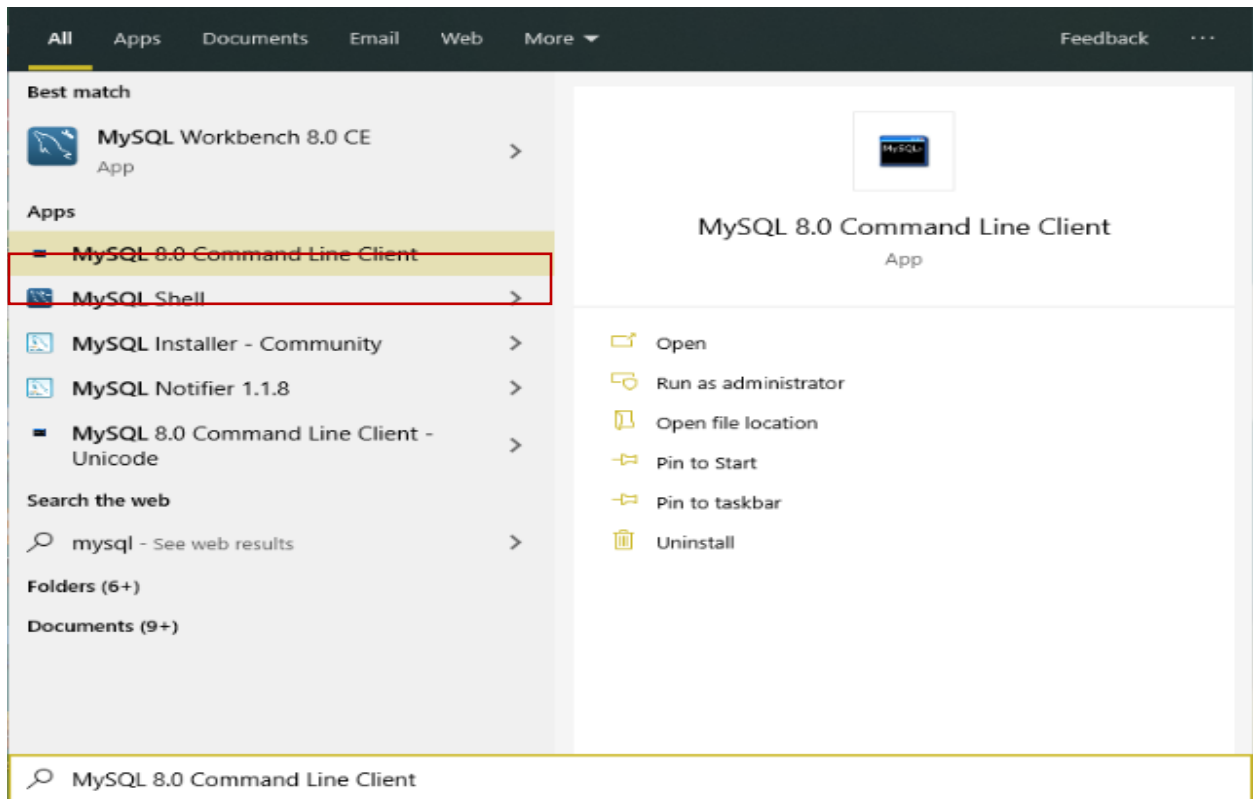 All Apps Documents Email Web More Feedback ...
Best match
MySQL Workbench 8.0 CE
App
Apps
MySQL 8.0 Command Line Client
MySQL Shell
MySQL Installer - Community
MySQL Notifier 1.1.8
MySQL 8.0 Command Line Client -
Unicode
Search the web
mysql - See web results
Folders (6+)
Documents (9+)
MySQL
MySQL 8.0 Command Line Client
App
Open
Run as administrator
Open file location
Pin to Start
Pin to taskbar
Uninstall
MySQL 8.0 Command Line Client